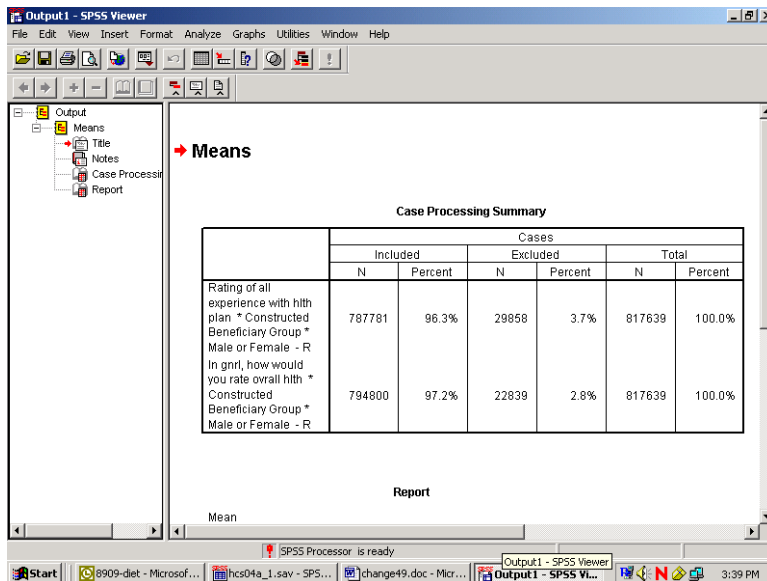 Output1 - SPSS Viewer
File Edit View Insert Format Analyze Graphs Utilities Window Help
Output
Means
Title
Notes
Case Processin
Report
Means
Case Processing Summary
Cases
Included Excluded Total
N Percent N Percent N Percent
Rating of all
experience with hlth
plan * Constructed
Beneficiary Group *
Male or Female - R
787781 96.3% 29858 3.7% 817639 100.0%
In gnrl, how would
you rate ovrall hlth *
Constructed
Beneficiary Group *
Male or Female - R
794800 97.2% 22839 2.8% 817639 100.0%
Report
Mean
SPSS Processor is ready
Output1 - SPSS Viewer
Start 8909-diet - Microsof... hcs04a_1.sav - SPS... change49.doc - Micr... Output1 - SPSS Vi... 3:39 PM